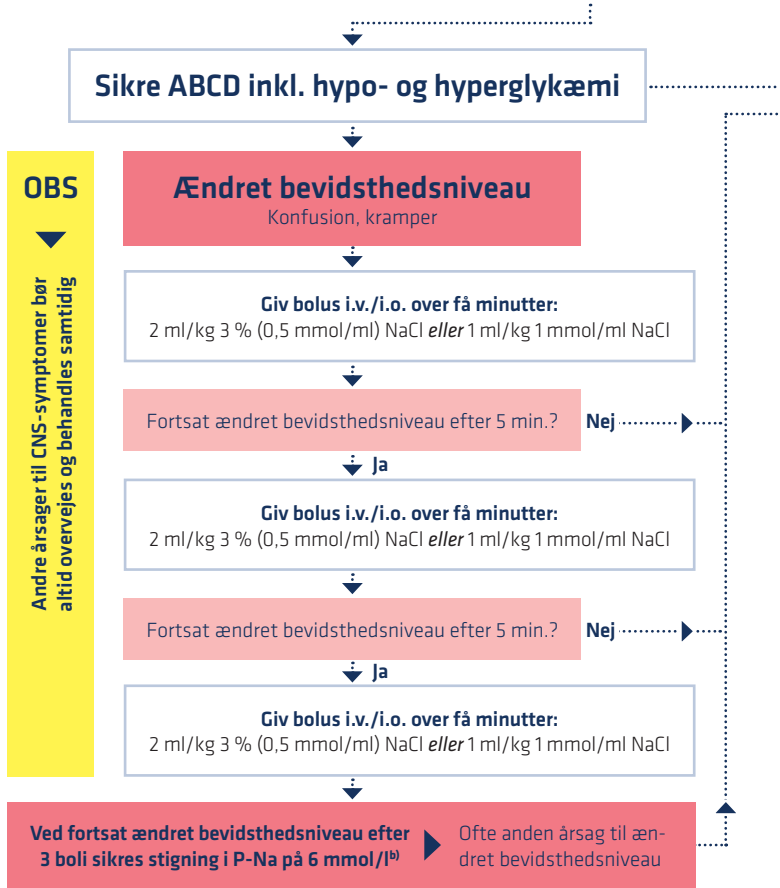 Sikre ABCD inkl. hypo- og hyperglykæmi
OBS
Andre årsager til CNS-symptomer bør
altid overvejes og behandles samtidig
Ændret bevidsthedsniveau
Konfusion, kramper
Giv bolus i.v./i.o. over få minutter:
2 ml/kg 3 % (0,5 mmol/ml) NaCl eller 1 ml/kg 1 mmol/ml NaCl
Fortsat ændret bevidsthedsniveau efter 5 min.? Nej
Ja
Giv bolus i.v./i.o. over få minutter:
2 ml/kg 3 % (0,5 mmol/ml) NaCl eller 1 ml/kg 1 mmol/ml NaCl
Fortsat ændret bevidsthedsniveau efter 5 min.? Nej
Ja
Giv bolus i.v./i.o. over få minutter:
2 ml/kg 3 % (0,5 mmol/ml) NaCl eller 1 ml/kg 1 mmol/ml NaCl
Ved fortsat ændret bevidsthedsniveau efter
3 boli sikres stigning i P-Na på 6 mmol/l b)
Ofte anden årsag til æn-
dret bevidsthedsniveau